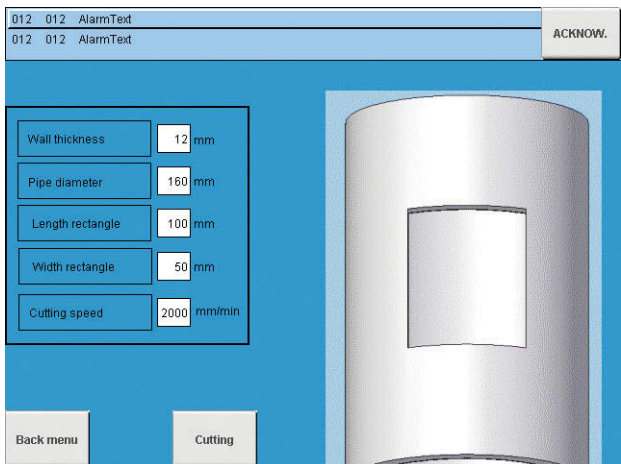 012 012 AlarmText
012 012 AlarmText
ACKNOW.
Wall thickness 12 mm
Pipe diameter 160 mm
Length rectangle 100 mm
Width rectangle 50 mm
Cutting speed 2000 mm/min
Back menu Cutting